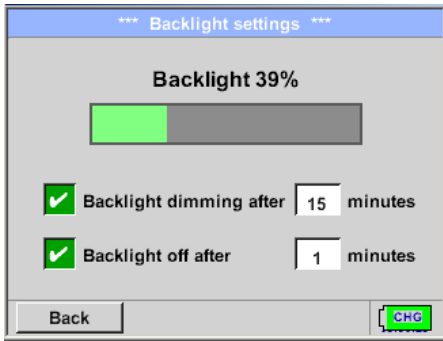 *** Backlight settings ***
Backlight 39%
Backlight dimming after 15 minutes
Backlight off after 1 minutes
Back CHG